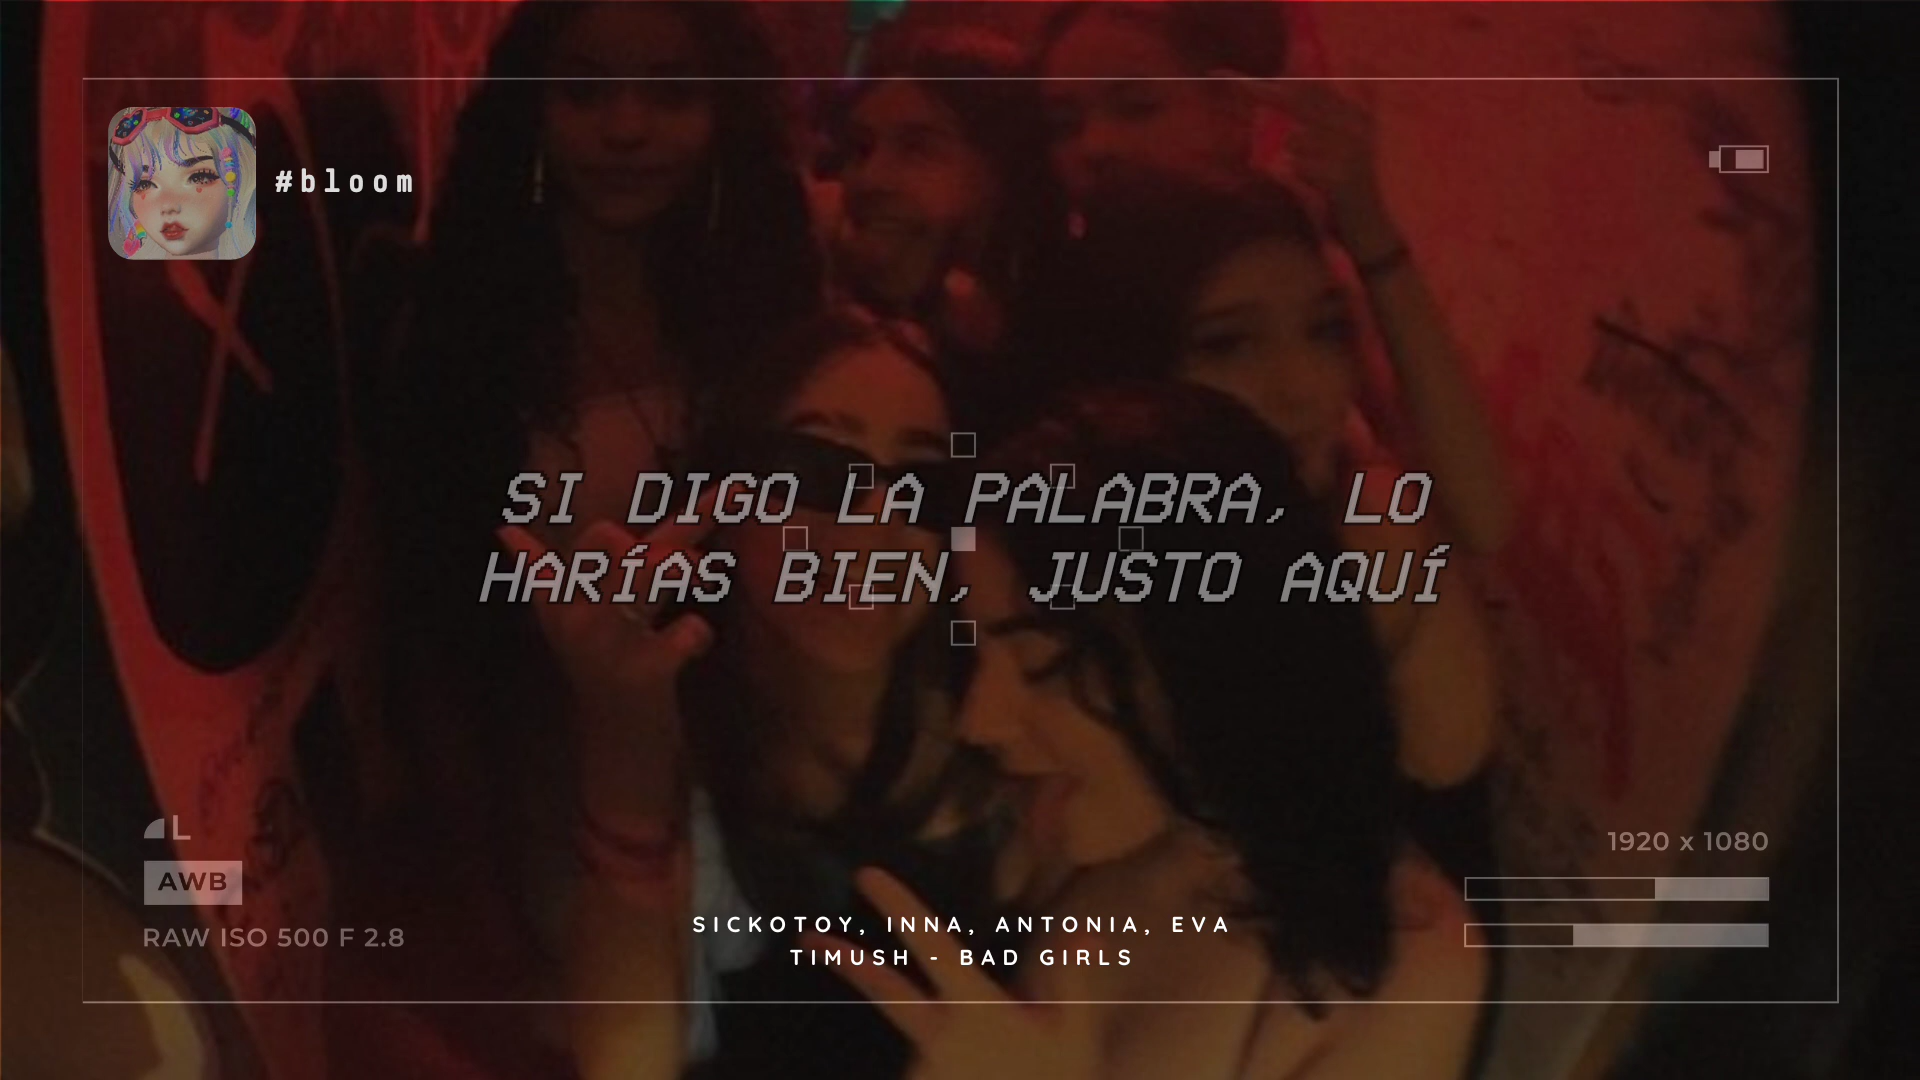 #bloom
SI DIGO LA PALABRA, LO
HARÍAS BIEN, JUSTO AQUÍ
L
AWB
RAW ISO 500 F 2.8
1920 x 1080
SICKOTOY, INNA, ANTONIA, EVA
TIMUSH - BAD GIRLS